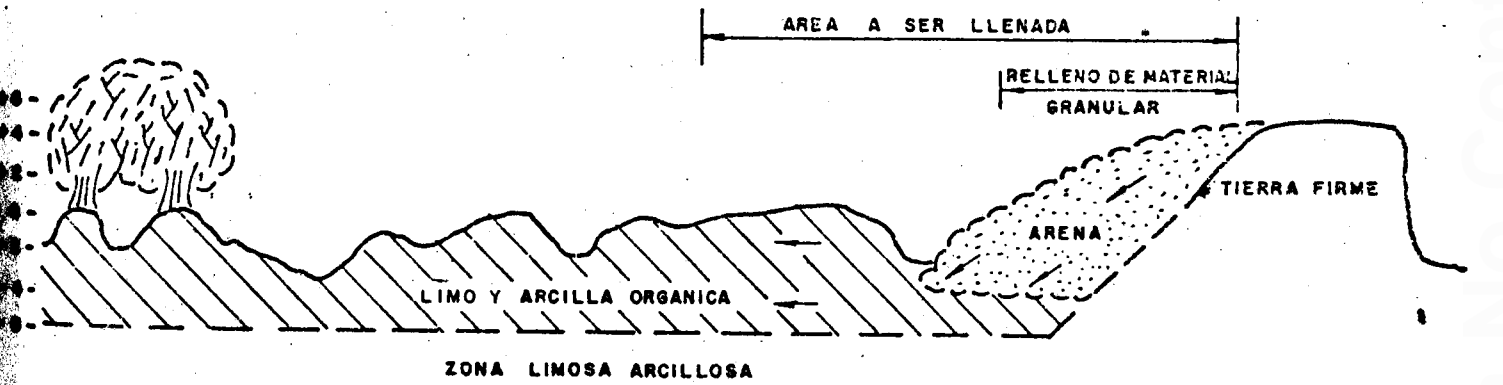 AREA A SER LLENADA
RELLENO DE MATERIAL
GRANULAR
TIERRA FIRME
ARENA
LIMO Y ARCILLA ORGANICA
ZONA LIMOSA ARCILLOSA